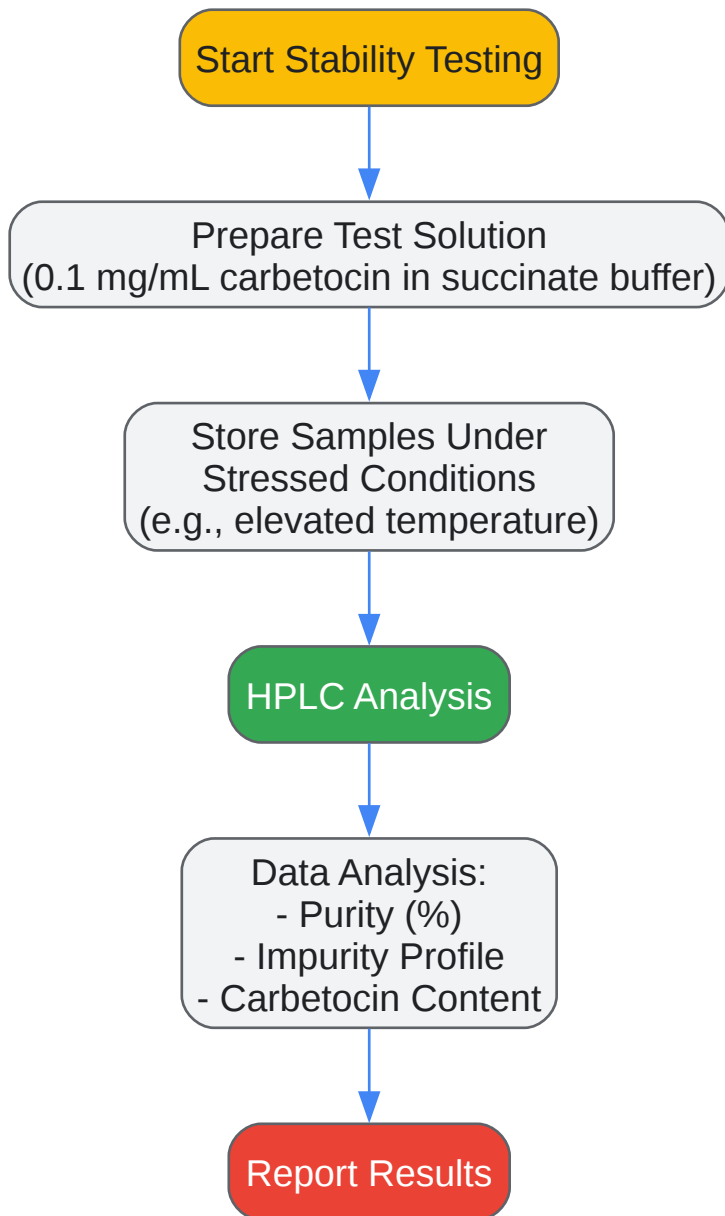 Start Stability Testing
Prepare Test Solution
(0.1 mg/mL carbetocin in succinate buffer)
Store Samples Under
Stressed Conditions
(e.g., elevated temperature)
HPLC Analysis
Data Analysis:
- Purity (%)
- Impurity Profile
- Carbetocin Content
Report Results